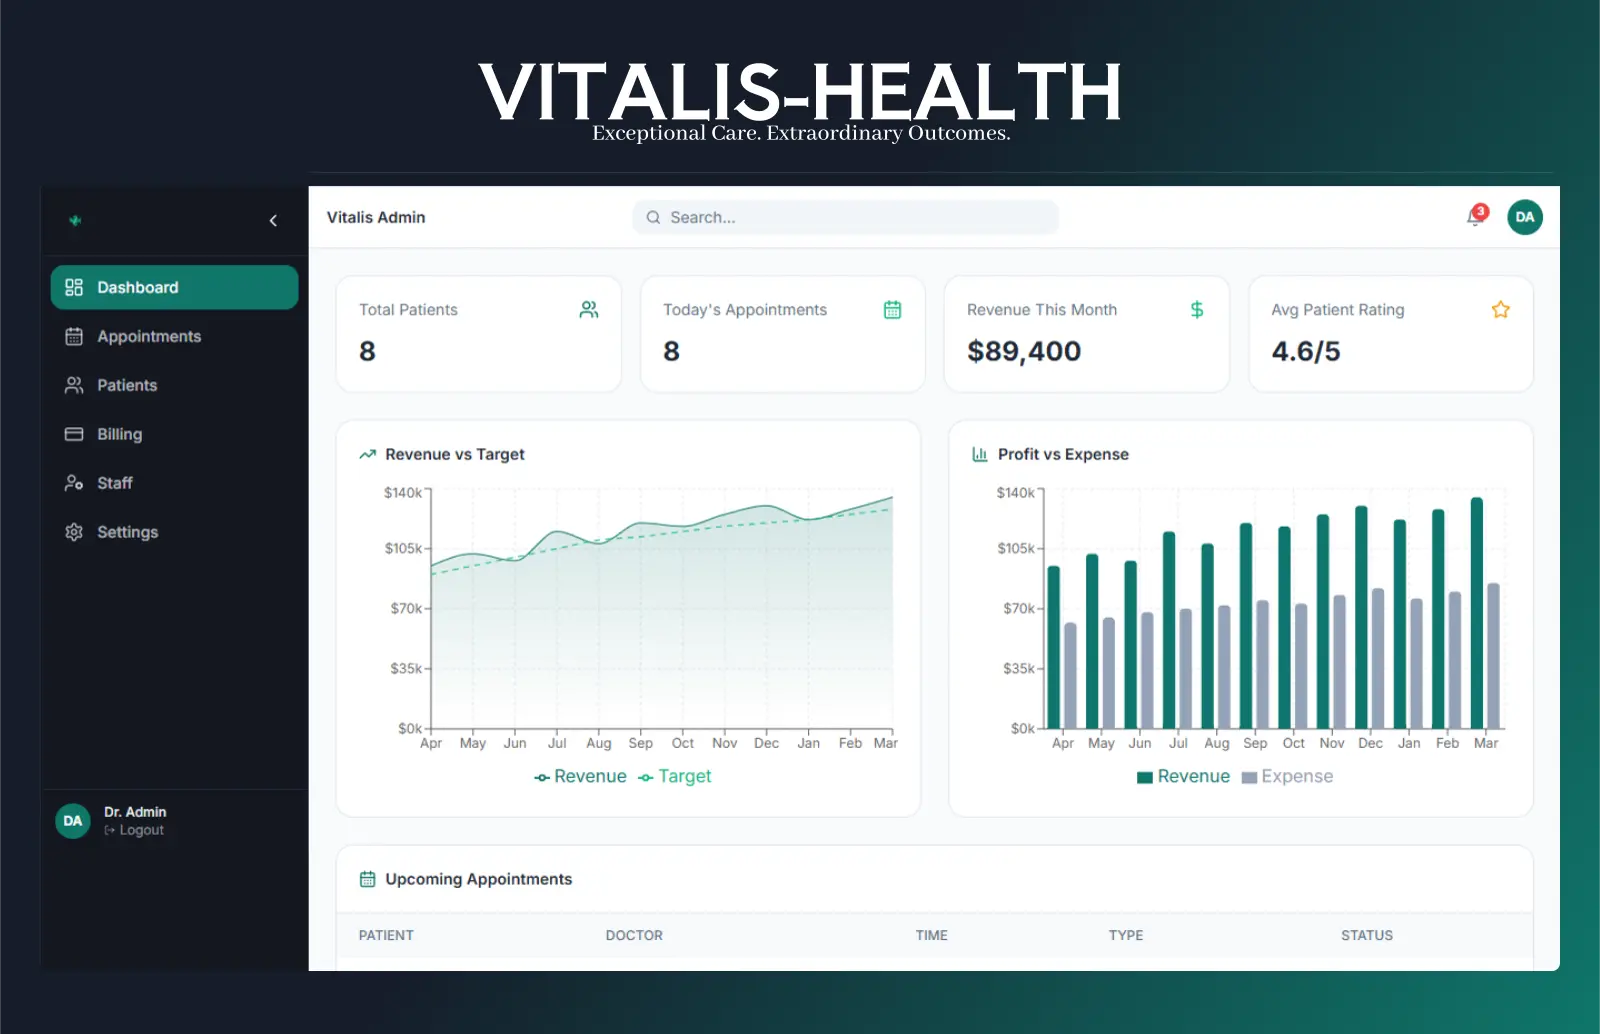 VITALIS-HEALTH
Exceptional Care. Extraordinary Outcomes.
Vitalis Admin
Search...
3
DA
Dashboard
Appointments
Patients
Billing
Staff
Settings
DA
Dr. Admin
Logout
Total Patients
8
Today's Appointments
8
Revenue This Month
$89,400
Avg Patient Rating
4.6/5
Revenue vs Target
$140k
$105k
$70k
$35k
$0k
Apr May Jun Jul Aug Sep Oct Nov Dec Jan Feb Mar
Revenue Target
Profit vs Expense
$140k
$105k
$70k
$35k
$0k
Apr May Jun Jul Aug Sep Oct Nov Dec Jan Feb Mar
Revenue Expense
Upcoming Appointments
PATIENT DOCTOR TIME TYPE STATUS